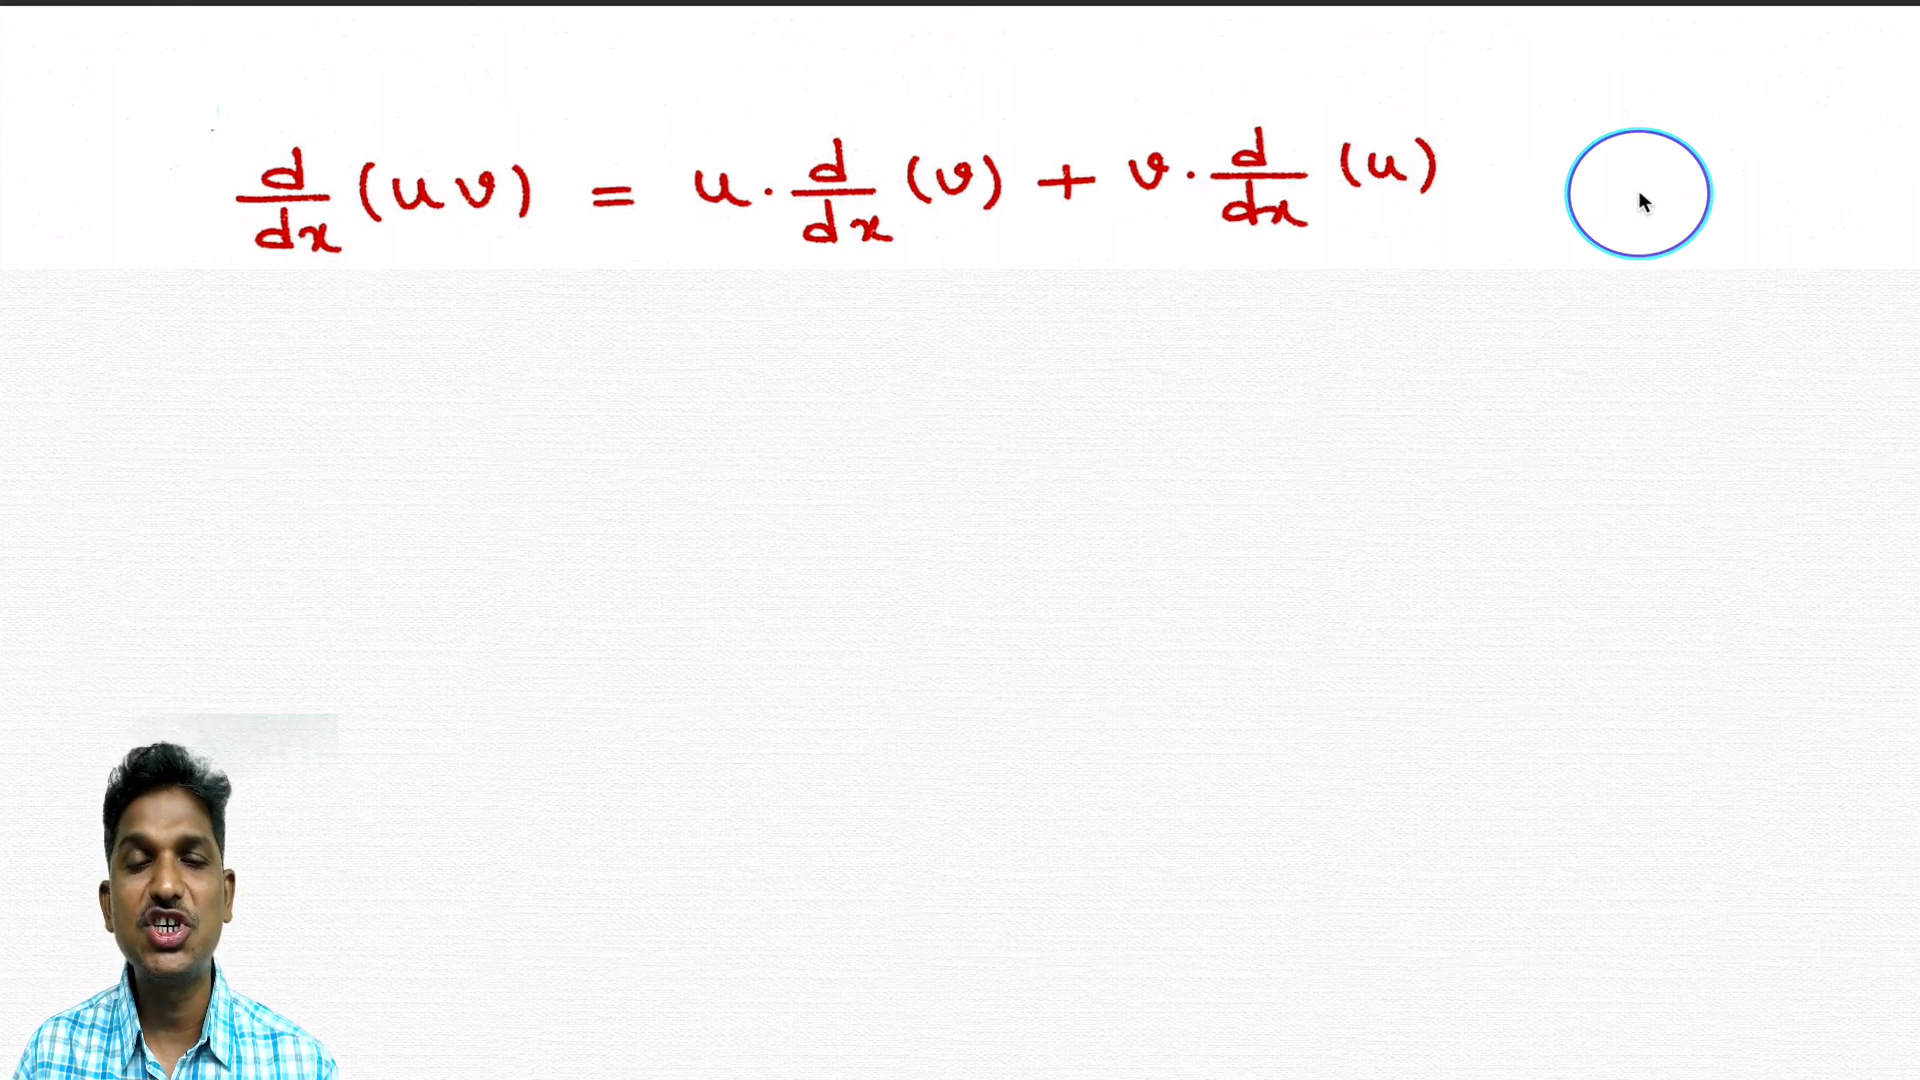 d/dx (uv) = u · d/dx (v) + v · d/dx (u)